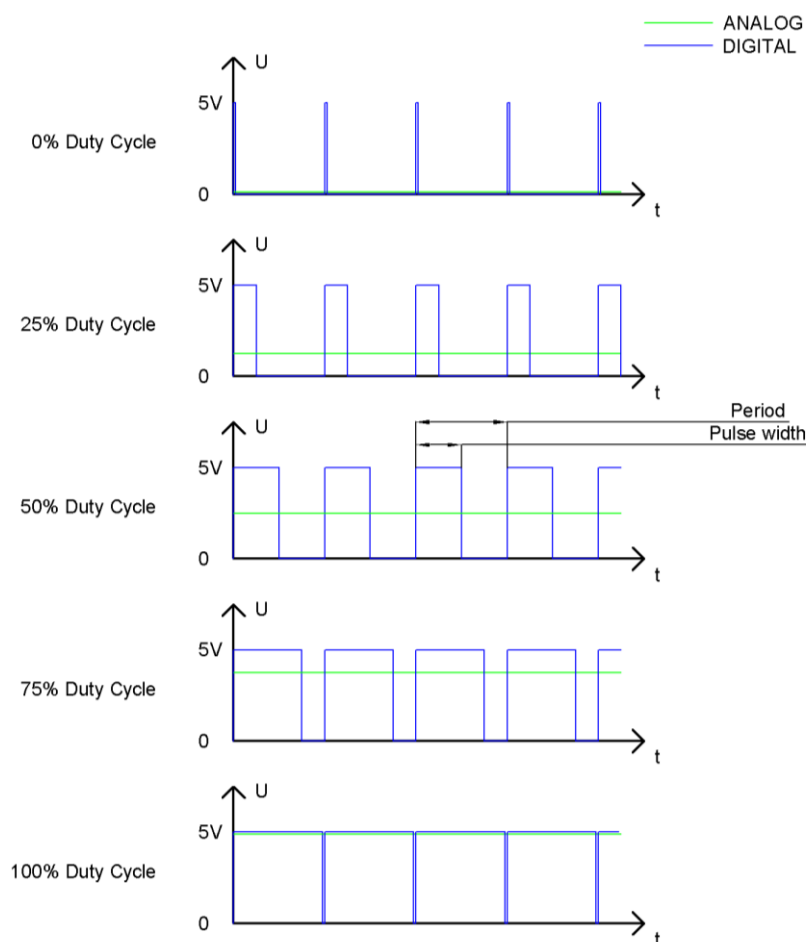 ANALOG
DIGITAL
U
5V
0% Duty Cycle
0
t
U
5V
25% Duty Cycle
0
t
Period
U
Pulse width
5V
50% Duty Cycle
0
t
U
5V
75% Duty Cycle
0
t
U
5V
100% Duty Cycle
0
t